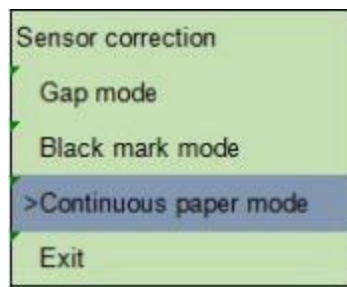 Sensor correction
Gap mode
Black mark mode
>Continuous paper mode
Exit